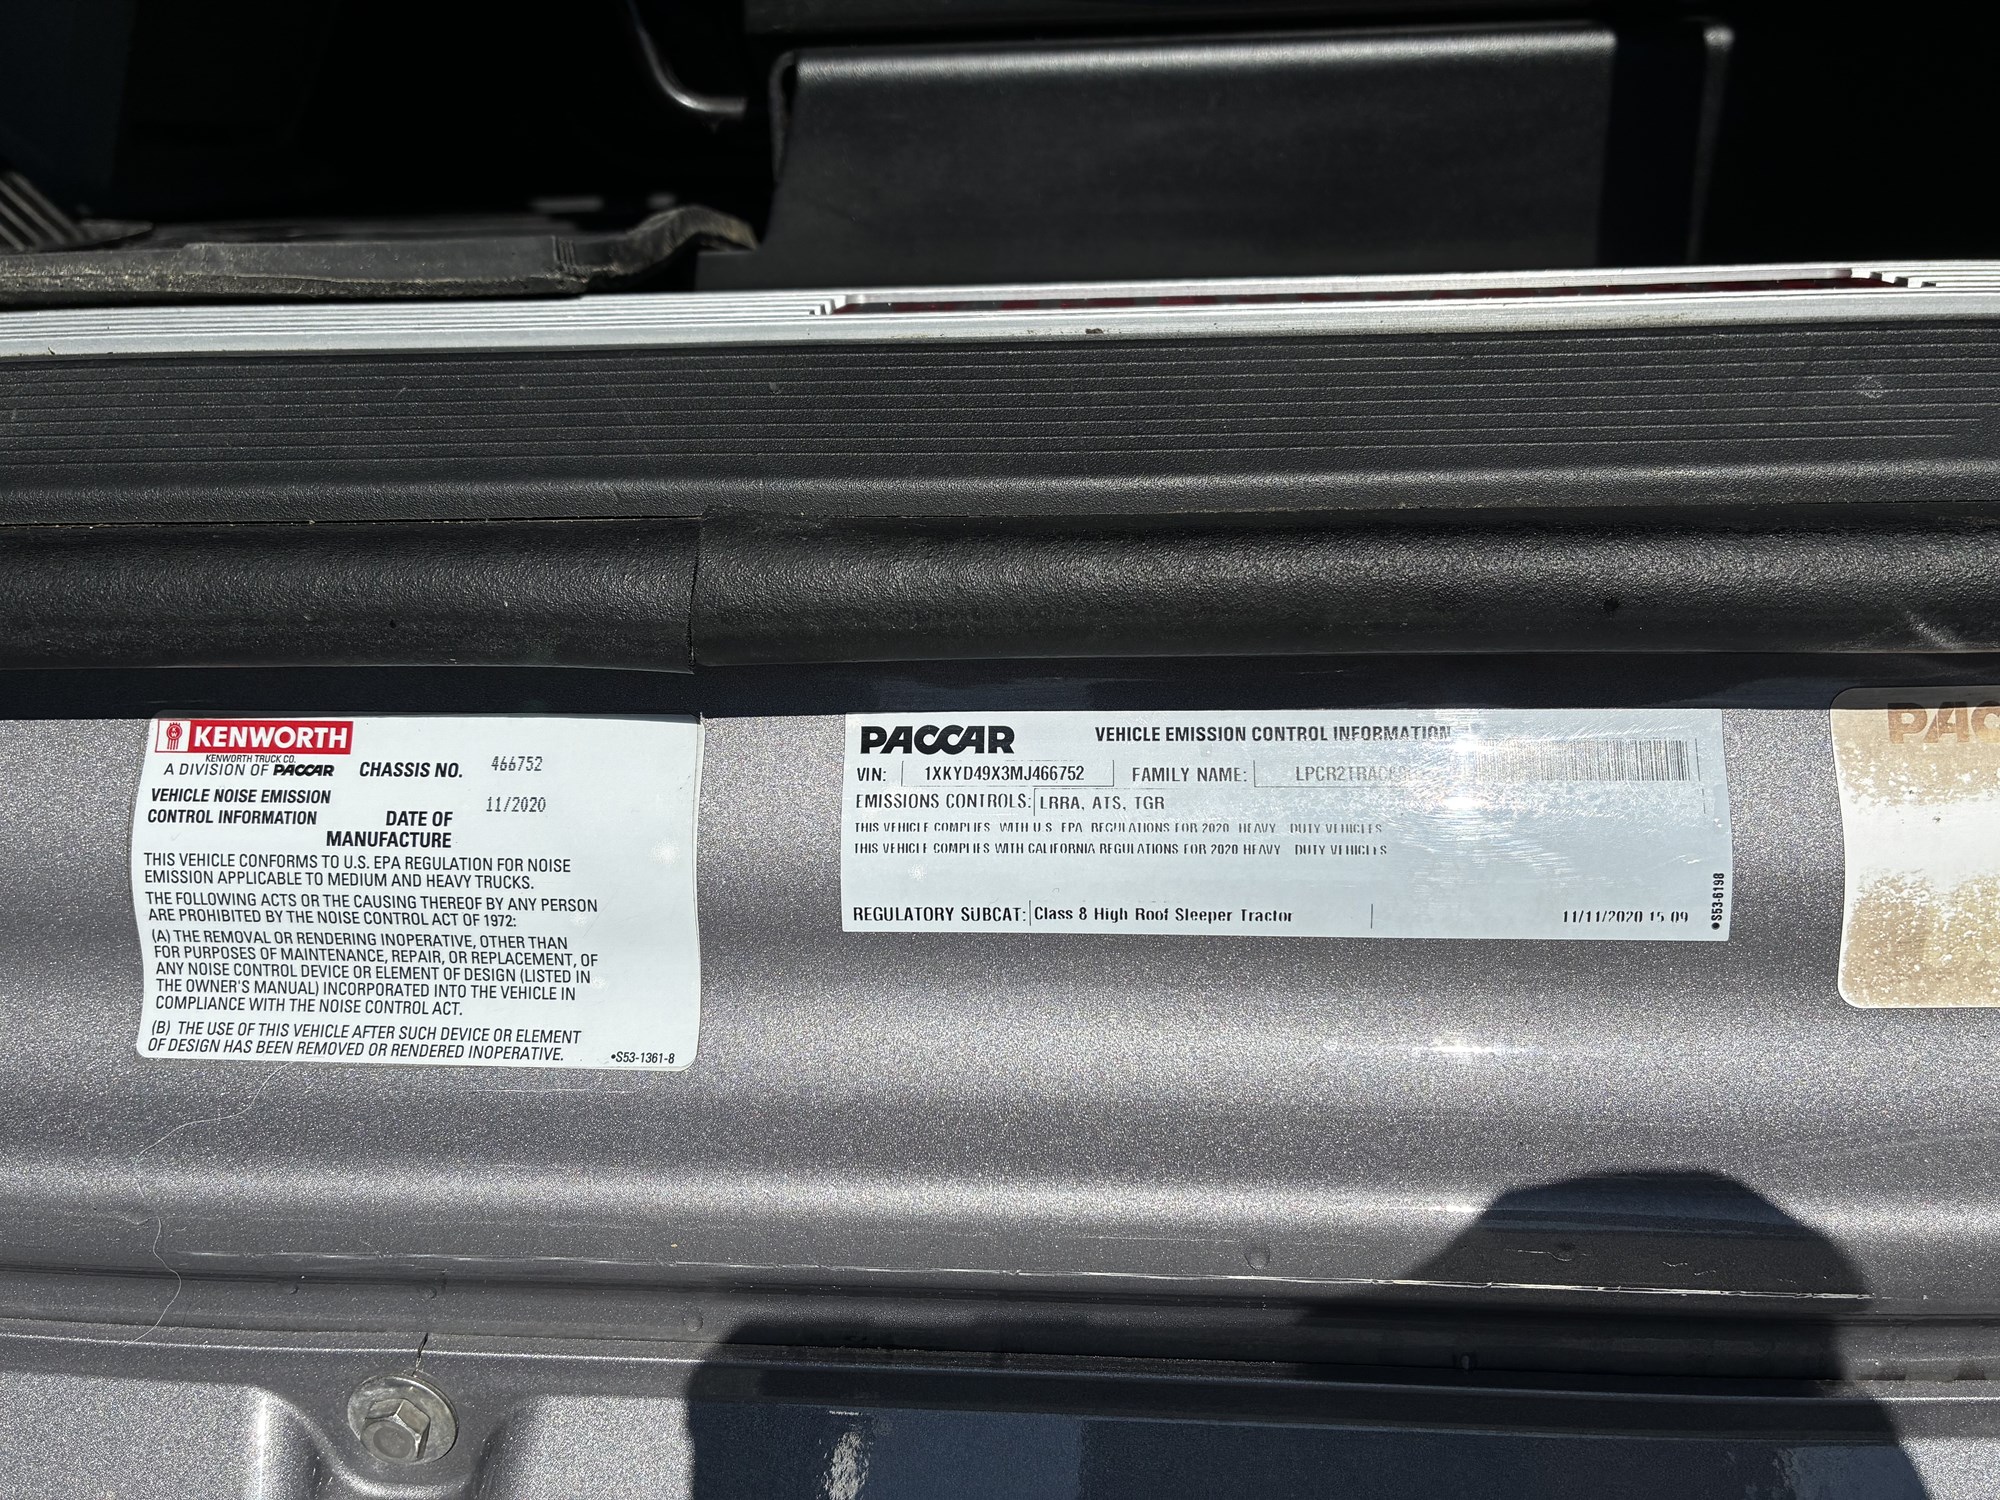 KENWORTH
KENWORTH TRUCK CO.
A DIVISION OF PACCAR
CHASSIS NO. 466752
VEHICLE NOISE EMISSION
CONTROL INFORMATION
DATE OF
MANUFACTURE
11/2020
THIS VEHICLE CONFORMS TO U.S. EPA REGULATION FOR NOISE
EMISSION APPLICABLE TO MEDIUM AND HEAVY TRUCKS.
THE FOLLOWING ACTS OR THE CAUSING THEREOF BY ANY PERSON
ARE PROHIBITED BY THE NOISE CONTROL ACT OF 1972:
(A) THE REMOVAL OR RENDERING INOPERATIVE, OTHER THAN
FOR PURPOSES OF MAINTENANCE, REPAIR, OR REPLACEMENT, OF
ANY NOISE CONTROL DEVICE OR ELEMENT OF DESIGN (LISTED IN
THE OWNER'S MANUAL) INCORPORATED INTO THE VEHICLE IN
COMPLIANCE WITH THE NOISE CONTROL ACT.
(B) THE USE OF THIS VEHICLE AFTER SUCH DEVICE OR ELEMENT
OF DESIGN HAS BEEN REMOVED OR RENDERED INOPERATIVE.
•S53-1361-8
PACCAR VEHICLE EMISSION CONTROL INFORMATION
VIN: 1XKYD49X3MJ466752 FAMILY NAME:
EMISSIONS CONTROLS: LRRA, ATS, TGR
THIS VEHICLE COMPLIES WITH U.S. EPA REGULATIONS FOR 2020 HEAVY DUTY VEHICLES
THIS VEHICLE COMPLIES WITH CALIFORNIA REGULATIONS FOR 2020 HEAVY DUTY VEHICLES
REGULATORY SUBCAT: Class 8 High Roof Sleeper Tractor 11/11/2020 15:09
•S53-6198